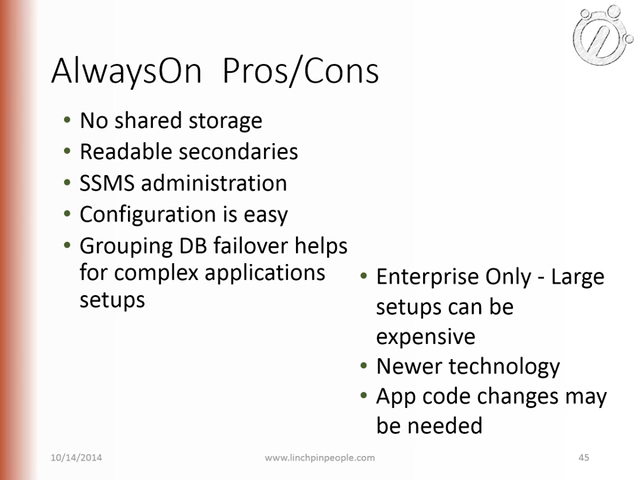 AlwaysOn Pros/Cons
• No shared storage
• Readable secondaries
• SSMS administration
• Configuration is easy
• Grouping DB failover helps
for complex applications
setups
• Enterprise Only - Large
setups can be
expensive
• Newer technology
• App code changes may
be needed
10/14/2014
www.linchpinpeople.com
45